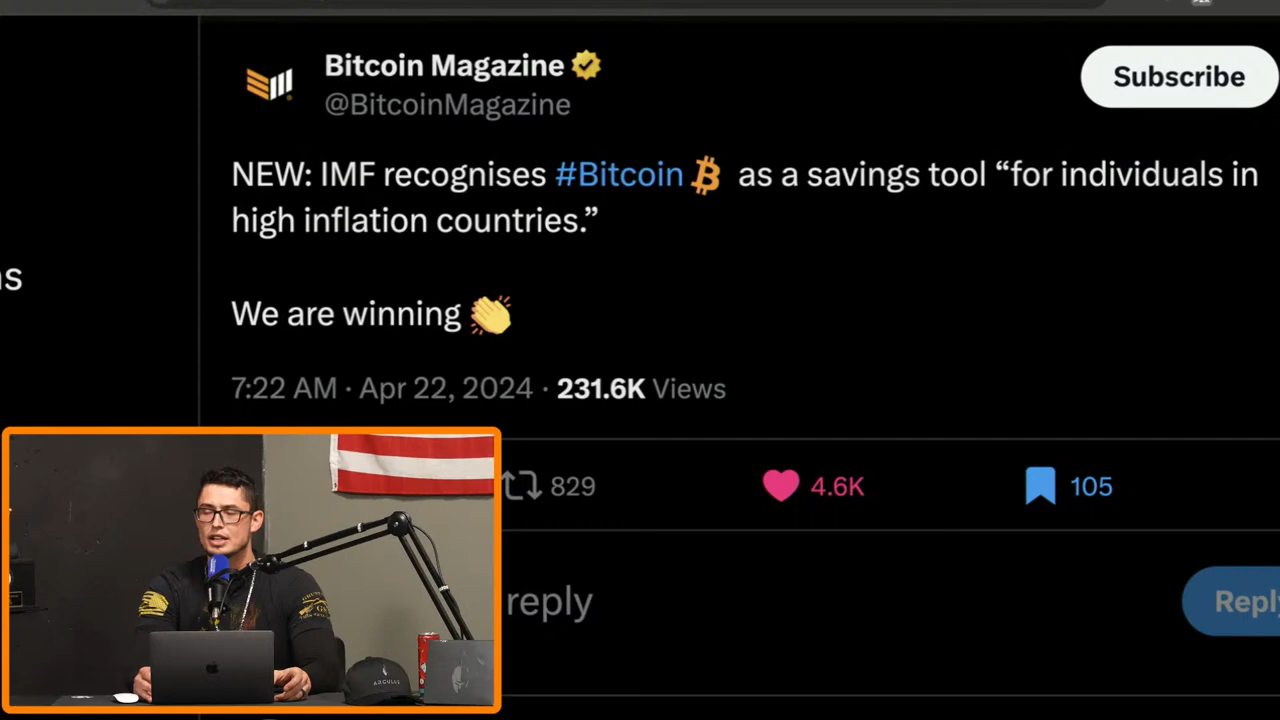 Bitcoin Magazine
@BitcoinMagazine
Subscribe
NEW: IMF recognises #Bitcoin as a savings tool “for individuals in
high inflation countries.”
We are winning 👏
7:22 AM · Apr 22, 2024 · 231.6K Views
829
4.6K
105
reply
ARCULUS